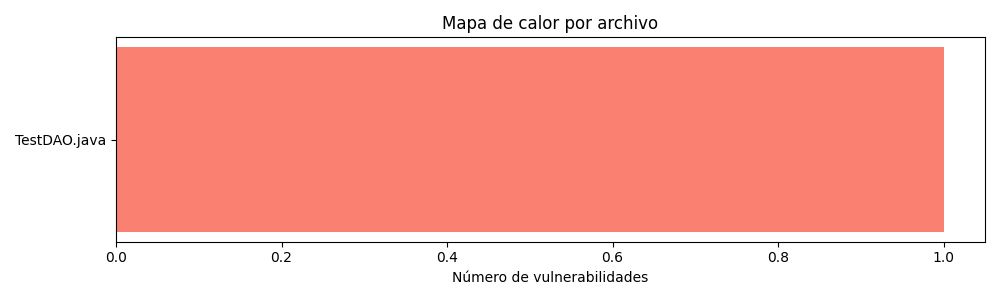 Mapa de calor por archivo
TestDAO.java
0.0 0.2 0.4 0.6 0.8 1.0
Número de vulnerabilidades